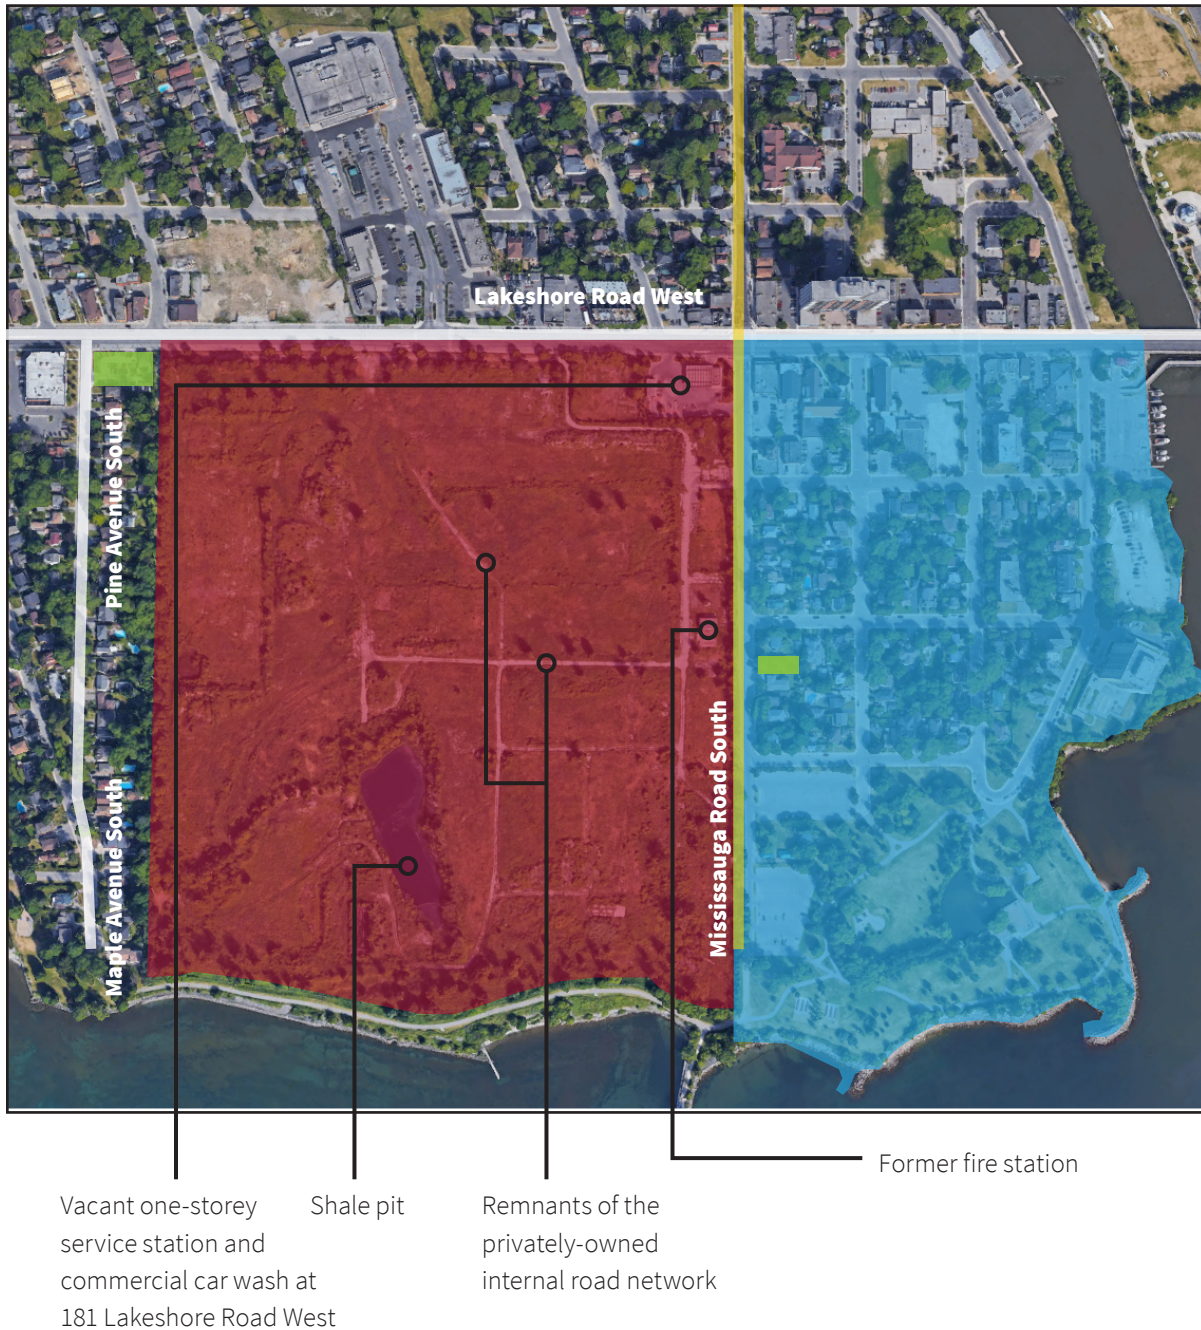 Lakeshore Road West
Pine Avenue South
Maple Avenue South
Mississauga Road South
Former fire station
Vacant one-storey
service station and
commercial car wash at
181 Lakeshore Road West
Shale pit
Remnants of the
privately-owned
internal road network